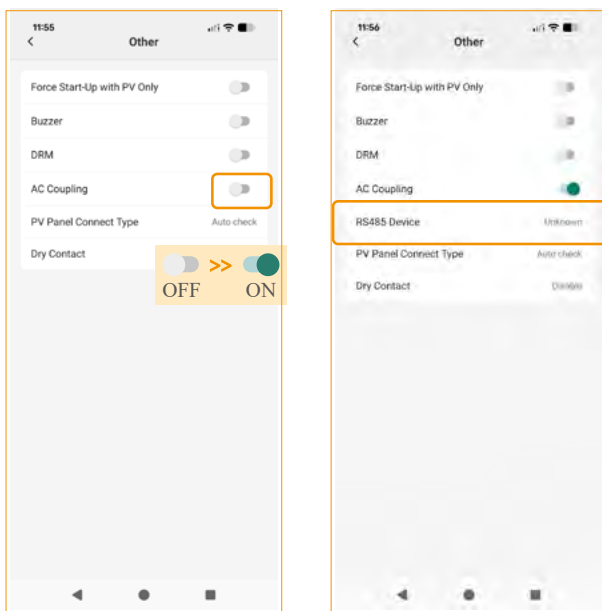 11:55
Other
Force Start-Up with PV Only
Buzzer
DRM
AC Coupling
PV Panel Connect Type Auto check
Dry Contact
>>
OFF ON
11:56
Other
Force Start-Up with PV Only
Buzzer
DRM
AC Coupling
RS485 Device Unknown
PV Panel Connect Type Auto check
Dry Contact Disable